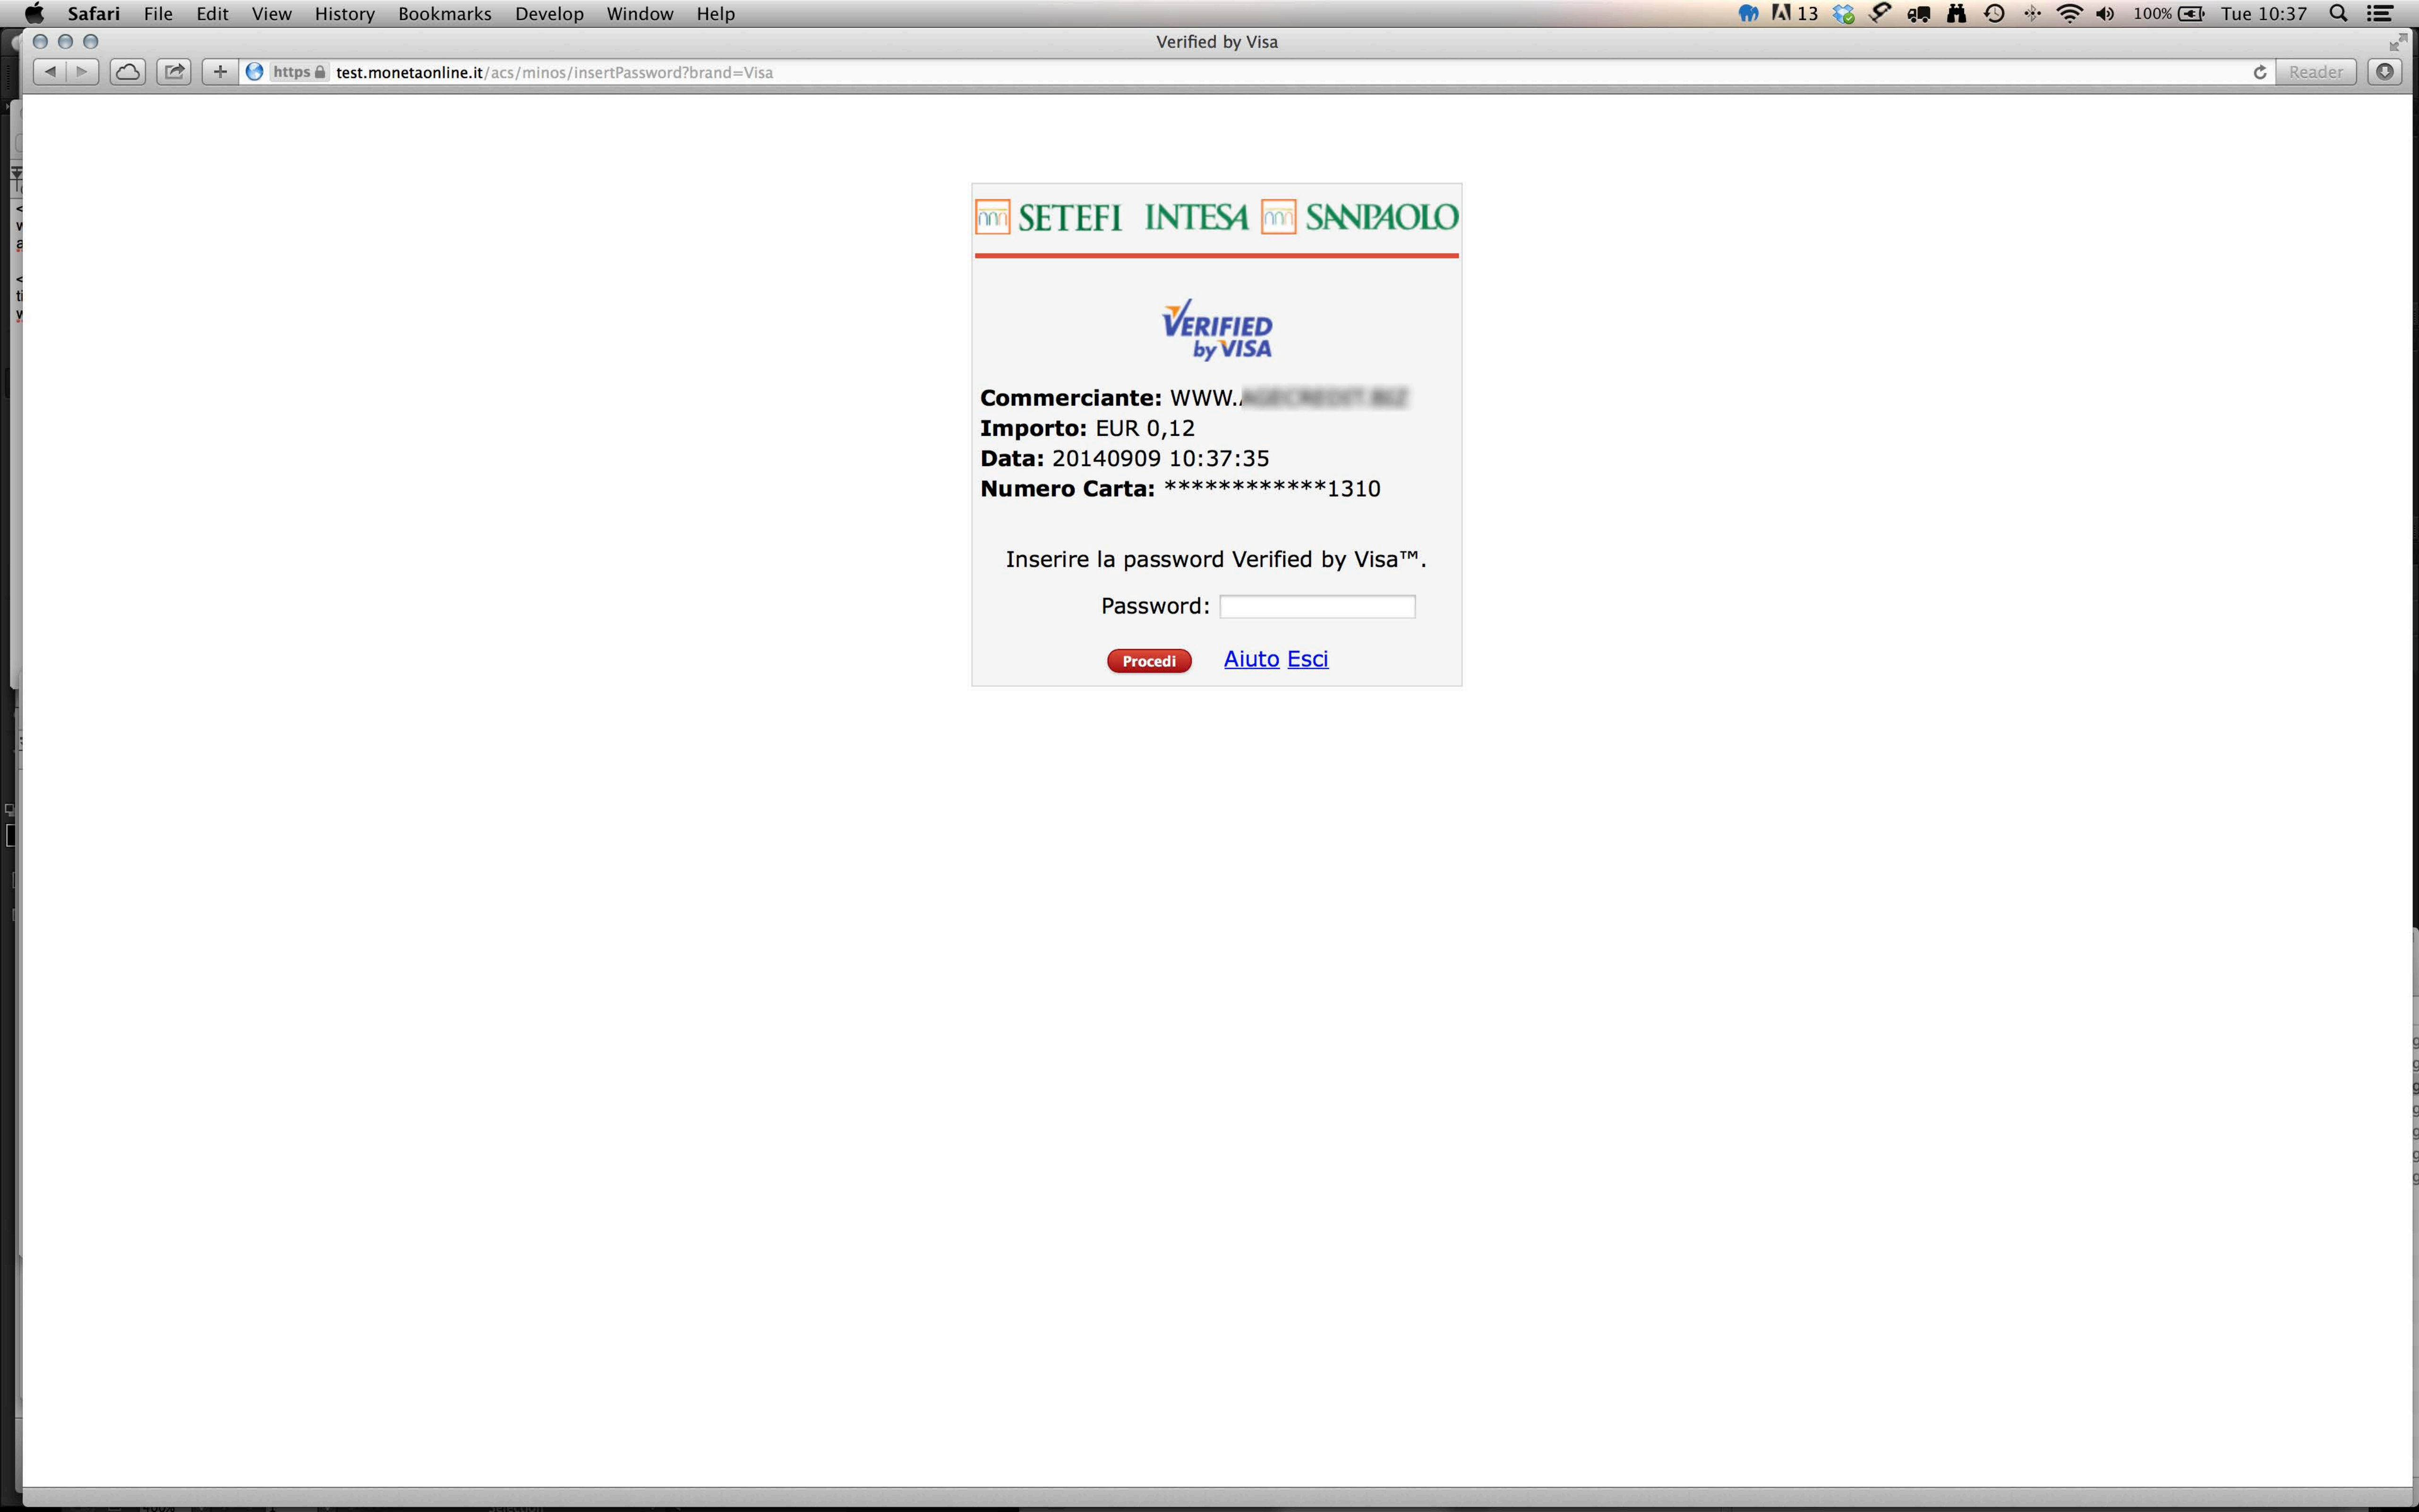 Safari File Edit View History Bookmarks Develop Window Help 13 100% Tue 10:37
Verified by Visa
https test.monetaonline.it/acs/minos/insertPassword?brand=Visa Reader
SETEFI INTESA SANPAOLO
VERIFIED
by VISA
Commerciante: WWW.
Importo: EUR 0,12
Data: 20140909 10:37:35
Numero Carta: ************1310
Inserire la password Verified by Visa™.
Password:
Procedi Aiuto Esci